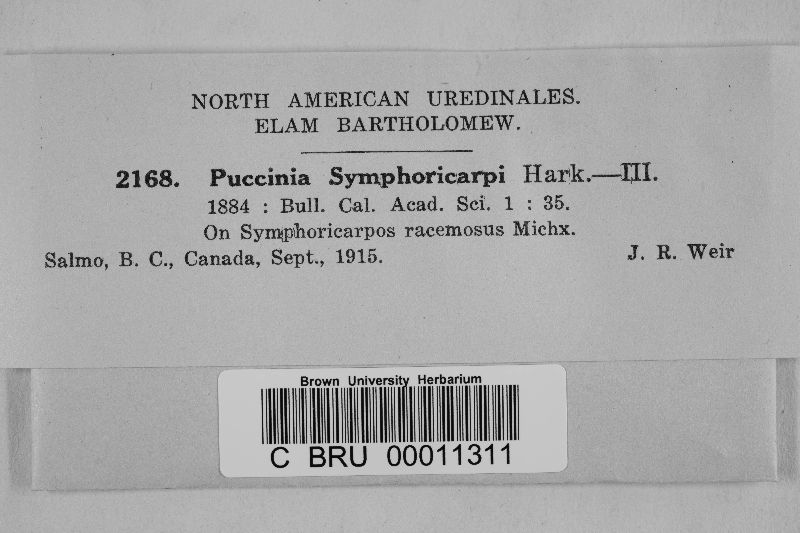 NORTH AMERICAN UREDINALES.
ELAM BARTHOLOMEW.
2168. Puccinia Symphoricarpi Hark.—III.
1884 : Bull. Cal. Acad. Sci. 1 : 35.
On Symphoricarpos racemosus Michx.
Salmo, B. C., Canada, Sept., 1915. J. R. Weir
Brown University Herbarium
C BRU 00011311